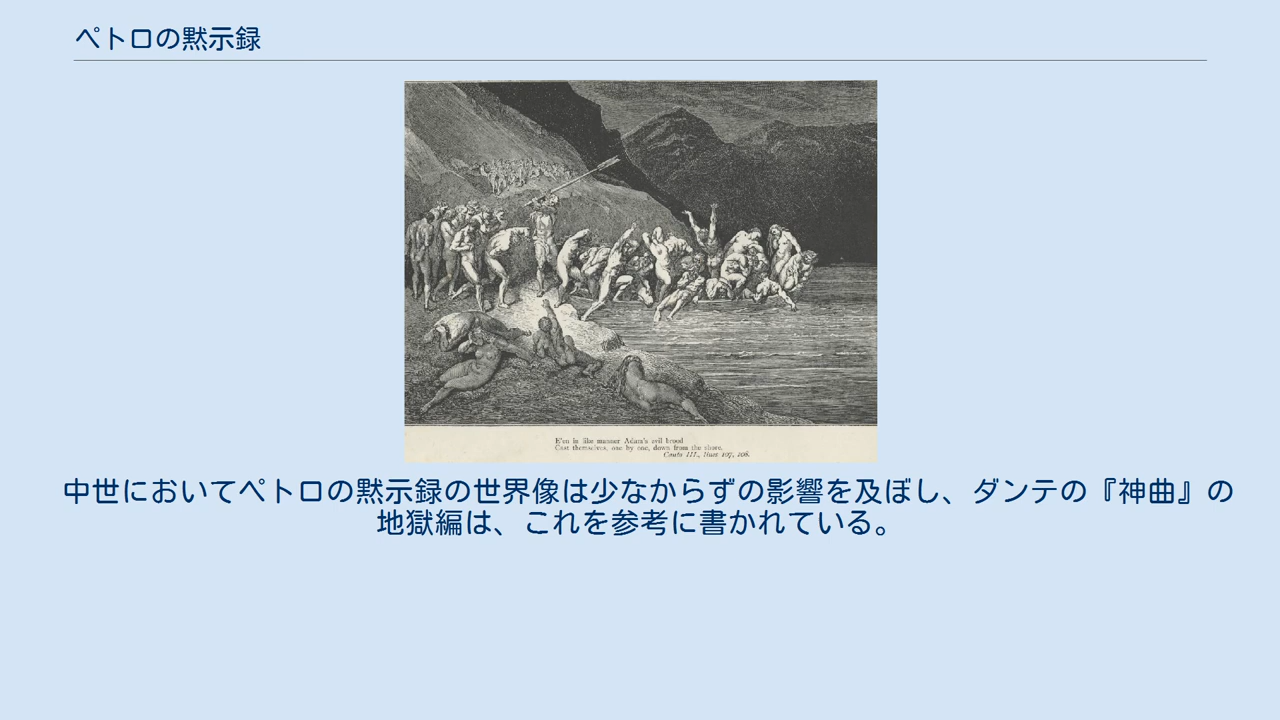 ペトロの黙示録
E'en in like manner Adam's evil brood
Cast themselves, one by one, down from the shore.
Canto III., lines 107, 108.
中世においてペトロの黙示録の世界像は少なからずの影響を及ぼし、ダンテの『神曲』の
地獄編は、これを参考に書かれている。